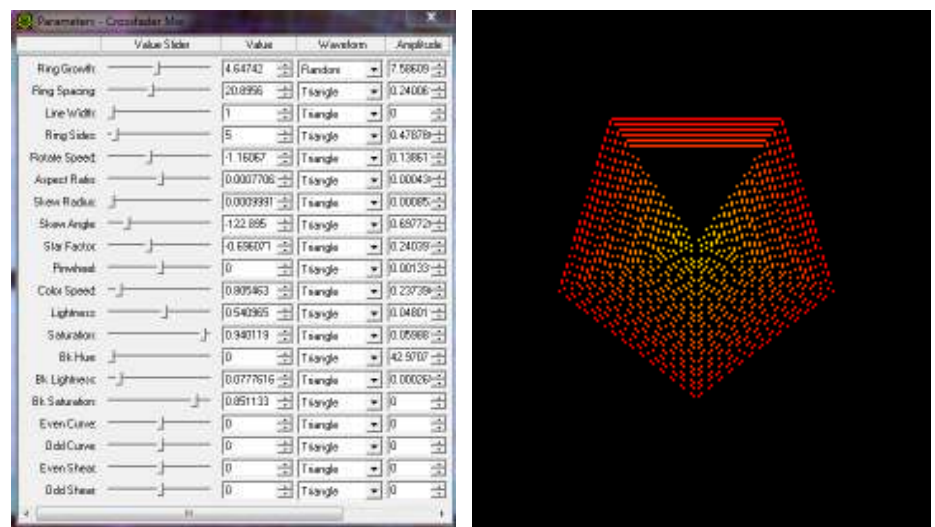 Parameters - Crossfader Mix
Value Slider Value Waveform Amplitude
Ring Growth: 4.64742 Random 7.58609
Ring Spacing: 20.8956 Triangle 0.24006
Line Width: 1 Triangle 0
Ring Sides: 5 Triangle 0.47878
Rotate Speed: -1.16067 Triangle 0.13861
Aspect Ratio: 0.0007706 Triangle 0.00043
Skew Radius: 0.0009991 Triangle 0.00085
Skew Angle: -122.895 Triangle 0.69772
Star Factor: -0.696071 Triangle 0.24039
Pinwheel: 0 Triangle 0.00133
Color Speed: 0.805463 Triangle 0.23739
Lightness: 0.540965 Triangle 0.04801
Saturation: 0.940119 Triangle 0.05988
Bk Hue: 0 Triangle 42.9707
Bk Lightness: 0.0777616 Triangle 0.00026
Bk Saturation: 0.851133 Triangle 0
Even Curve: 0 Triangle 0
Odd Curve: 0 Triangle 0
Even Shear: 0 Triangle 0
Odd Shear: 0 Triangle 0